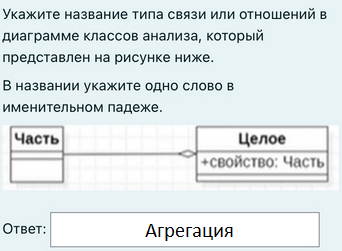 Укажите название типа связи или отношений в
диаграмме классов анализа, который
представлен на рисунке ниже.
В названии укажите одно слово в
именительном падеже.
Часть
Целое
+свойство: Часть
Ответ: Агрегация